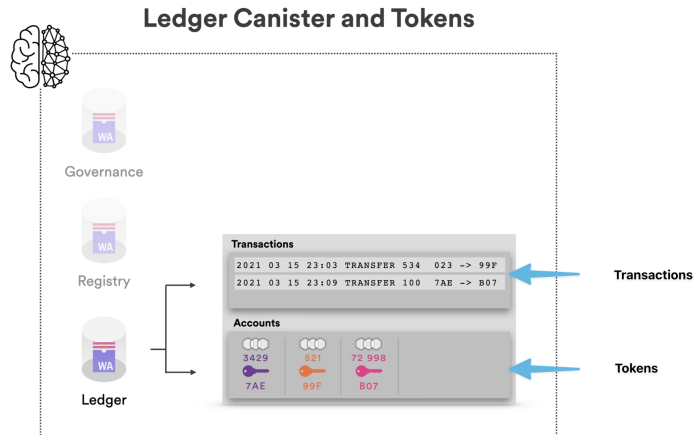 Ledger Canister and Tokens
WA
Governance
WA
Registry
WA
Ledger
Transactions
2021 03 15 23:03 TRANSFER 534 023 -> 99F
2021 03 15 23:09 TRANSFER 100 7AE -> B07
Accounts
3429 521 72 998
7AE 99F B07
Transactions
Tokens